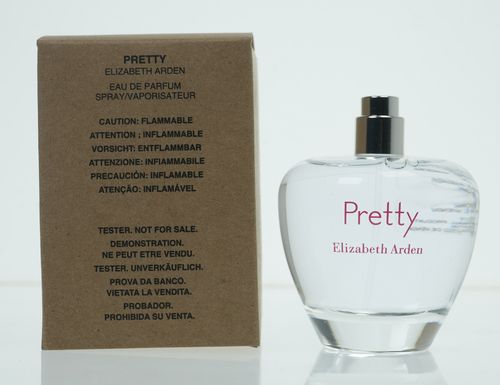 PRETTY
ELIZABETH ARDEN
EAU DE PARFUM
SPRAY/VAPORISATEUR
CAUTION: FLAMMABLE
ATTENTION ; INFLAMMABLE
VORSICHT: ENTFLAMMBAR
ATTENZIONE: INFIAMMABILE
PRECAUCIÓN: INFLAMABLE
ATENÇÃO: INFLAMÁVEL
TESTER. NOT FOR SALE.
DEMONSTRATION.
NE PEUT ETRE VENDU.
TESTER. UNVERKÄUFLICH.
PROVA DA BANCO.
VIETATA LA VENDITA.
PROBADOR.
PROHIBIDA SU VENTA.
Pretty
Elizabeth Arden